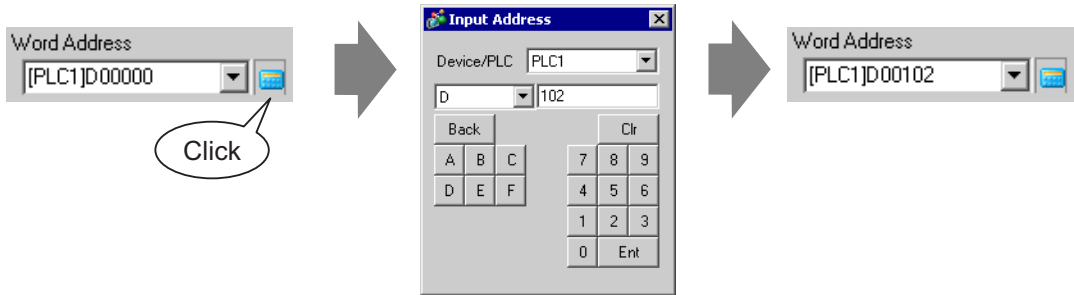 Word Address
[PLC1]D00000
Click
Input Address
Device/PLC PLC1
D 102
Back Clr
A B C 7 8 9
D E F 4 5 6
1 2 3
0 Ent
Word Address
[PLC1]D00102